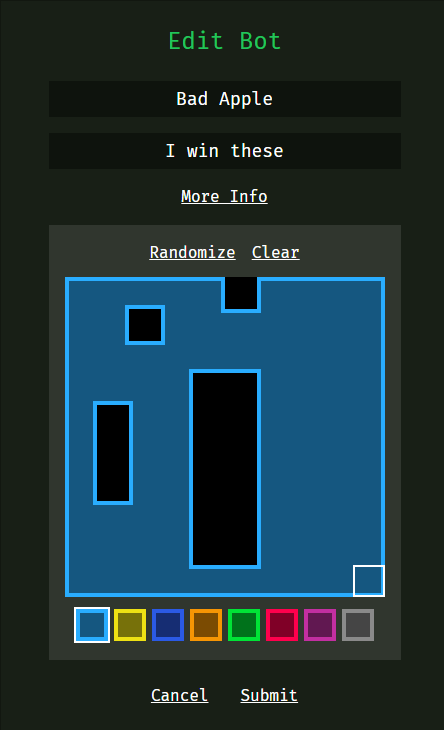 Edit Bot
Bad Apple
I win these
More Info
Randomize Clear
Cancel Submit